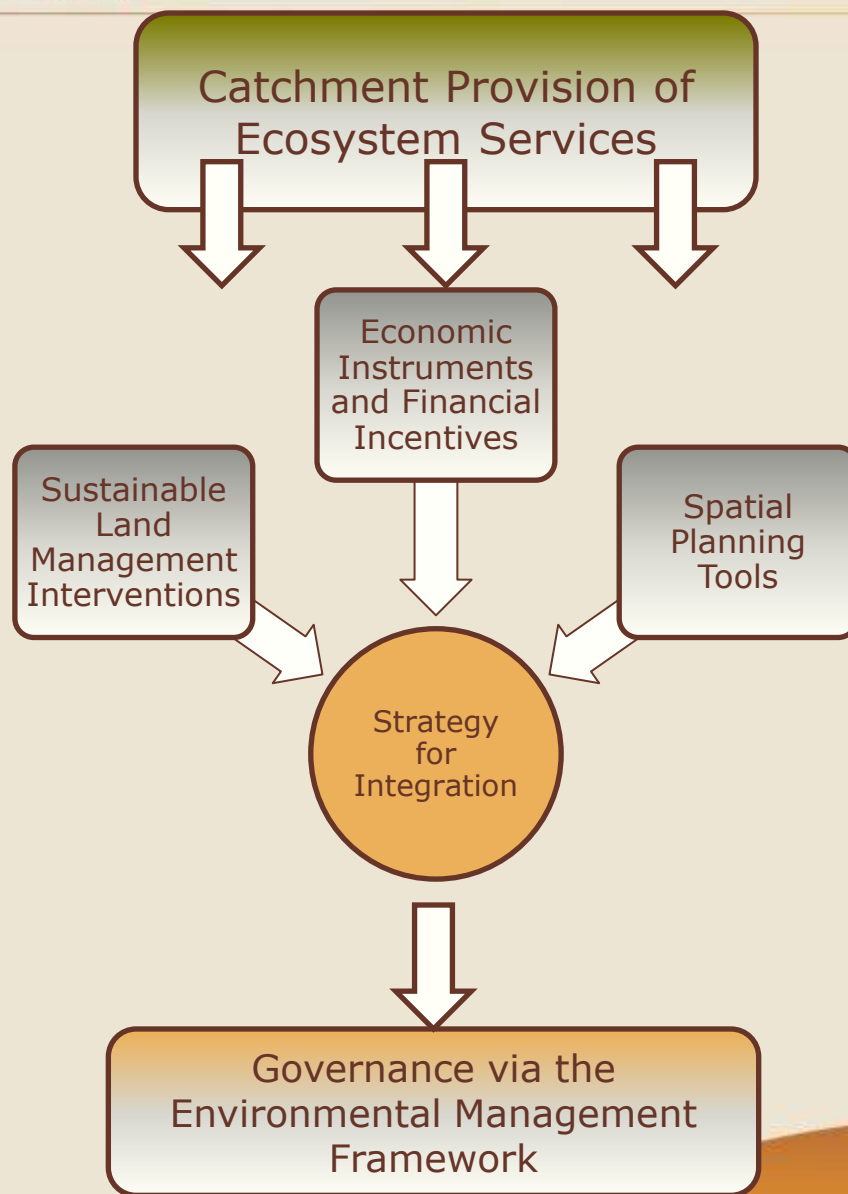 Catchment Provision of
Ecosystem Services
Economic
Instruments
and Financial
Incentives
Sustainable
Land
Management
Interventions
Spatial
Planning
Tools
Strategy
for
Integration
Governance via the
Environmental Management
Framework